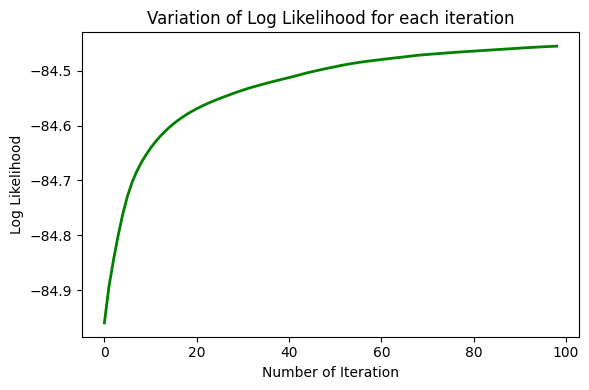 Variation of Log Likelihood for each iteration
Log Likelihood
−84.5
−84.6
−84.7
−84.8
−84.9
0 20 40 60 80 100
Number of Iteration